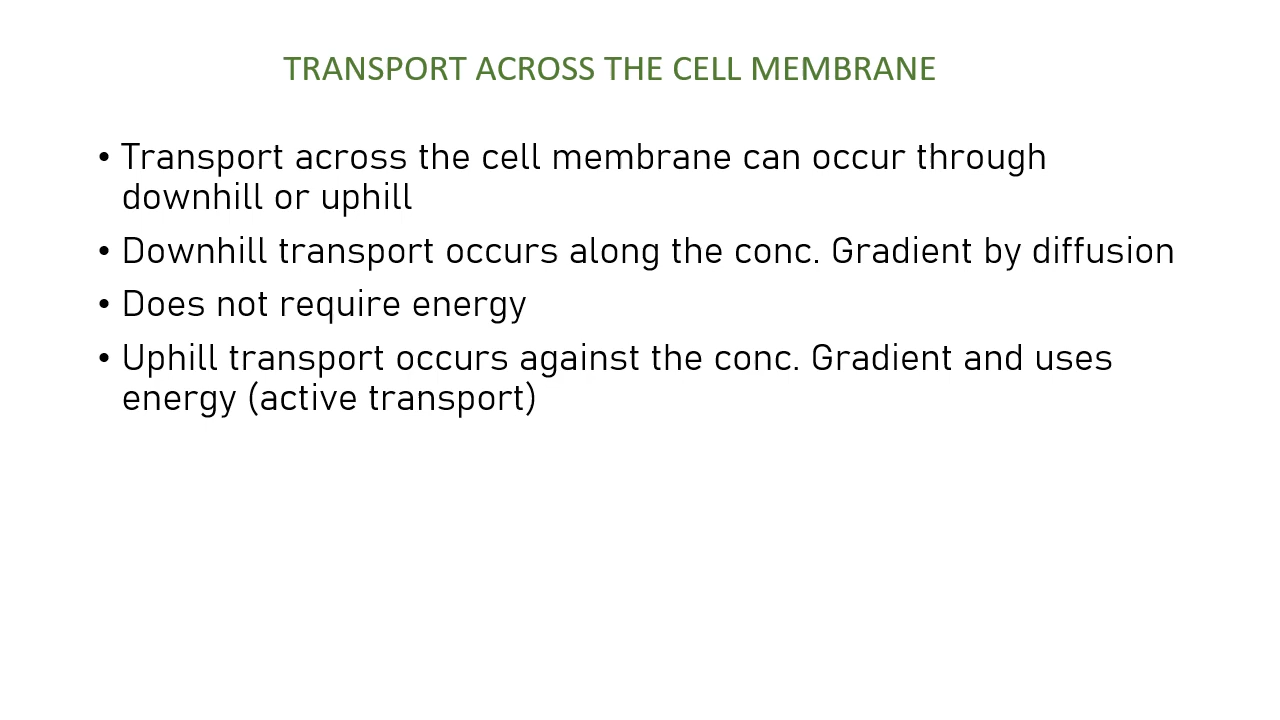 TRANSPORT ACROSS THE CELL MEMBRANE
• Transport across the cell membrane can occur through
downhill or uphill
• Downhill transport occurs along the conc. Gradient by diffusion
• Does not require energy
• Uphill transport occurs against the conc. Gradient and uses
energy (active transport)